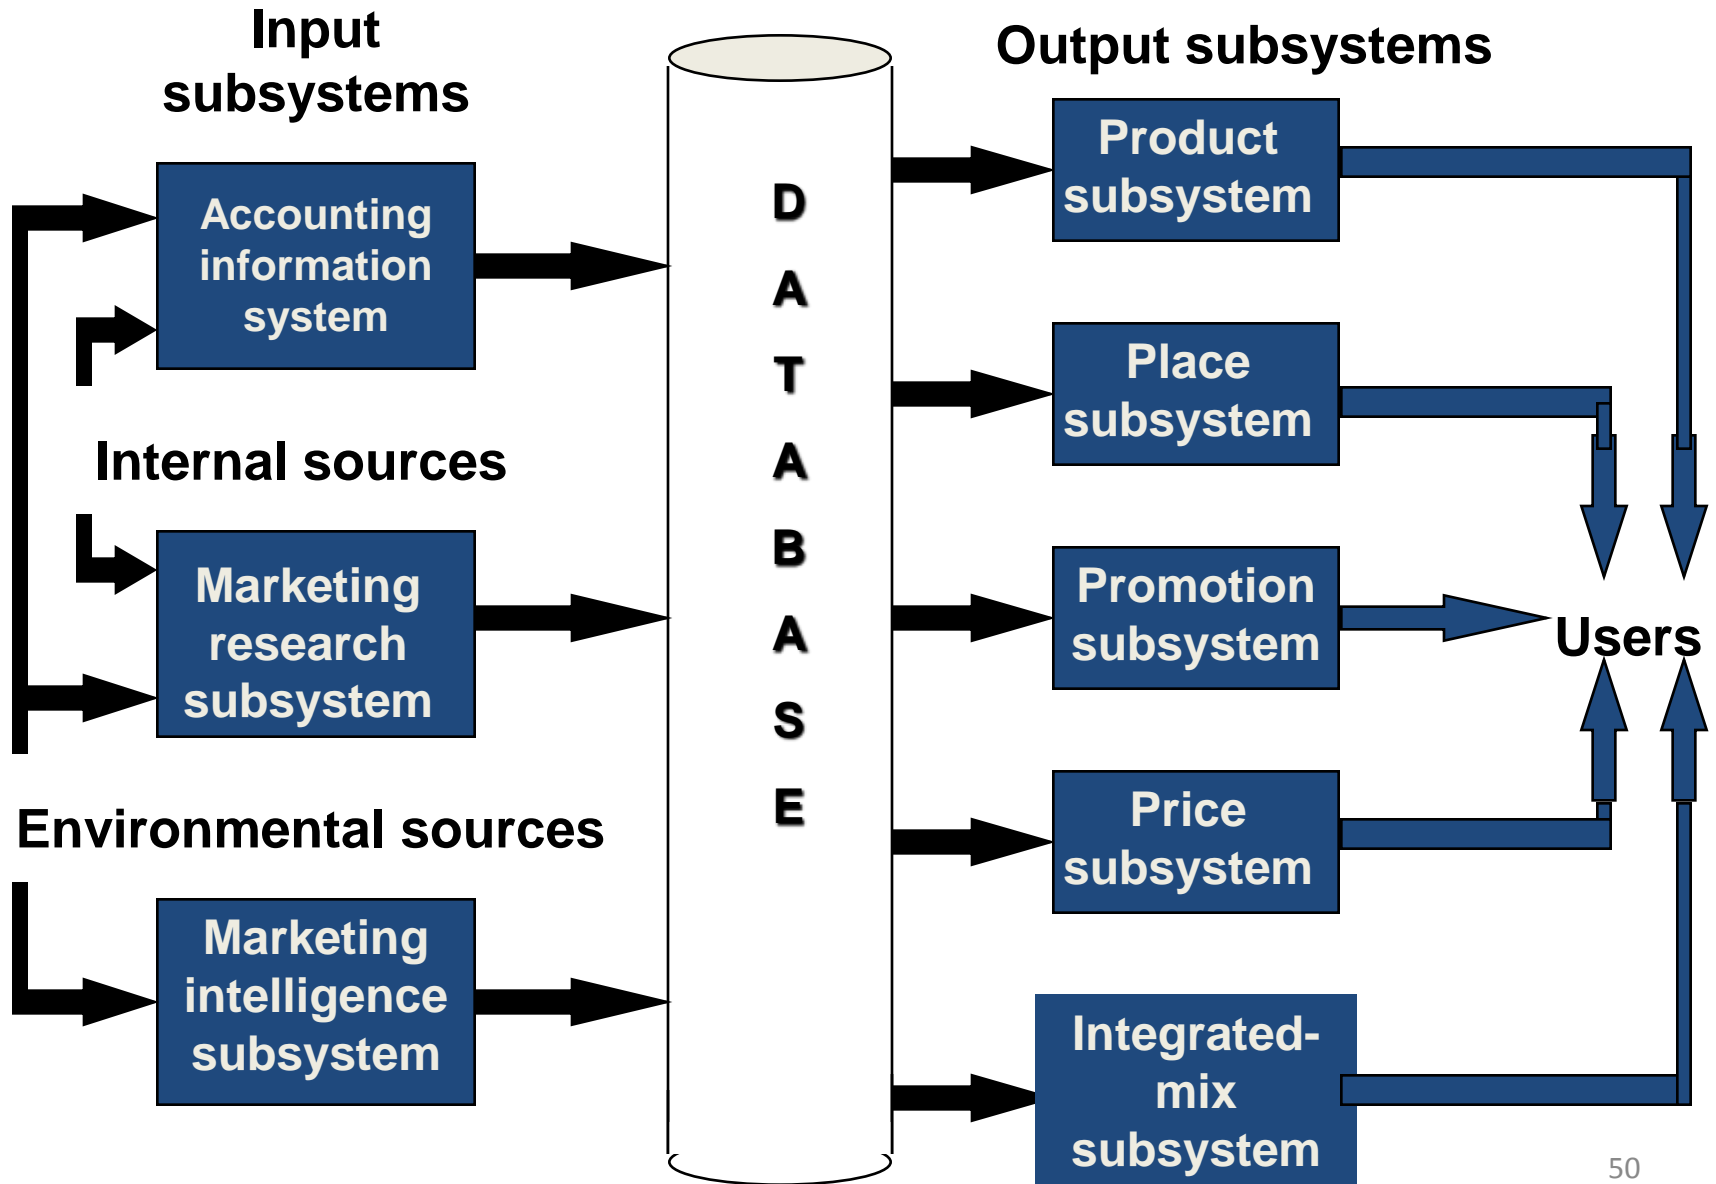 Input
subsystems
Accounting
information
system
Internal sources
Marketing
research
subsystem
Environmental sources
Marketing
intelligence
subsystem
D
A
T
A
B
A
S
E
Output subsystems
Product
subsystem
Place
subsystem
Promotion
subsystem
Price
subsystem
Integrated-
mix
subsystem
Users
50